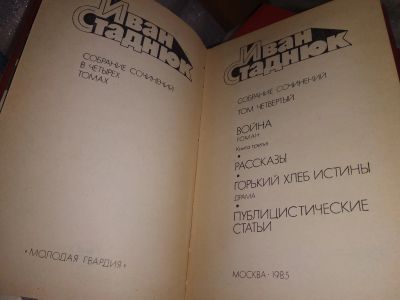 Иван
Стаднюк
СОБРАНИЕ СОЧИНЕНИЙ
В ЧЕТЫРЕХ
ТОМАХ
«МОЛОДАЯ ГВАРДИЯ»
Иван
Стаднюк
СОБРАНИЕ СОЧИНЕНИЙ
ТОМ ЧЕТВЕРТЫЙ
ВОЙНА
РОМАН
Книга третья
РАССКАЗЫ
ГОРЬКИЙ ХЛЕБ ИСТИНЫ
ДРАМА
ПУБЛИЦИСТИЧЕСКИЕ
СТАТЬИ
МОСКВА • 1985